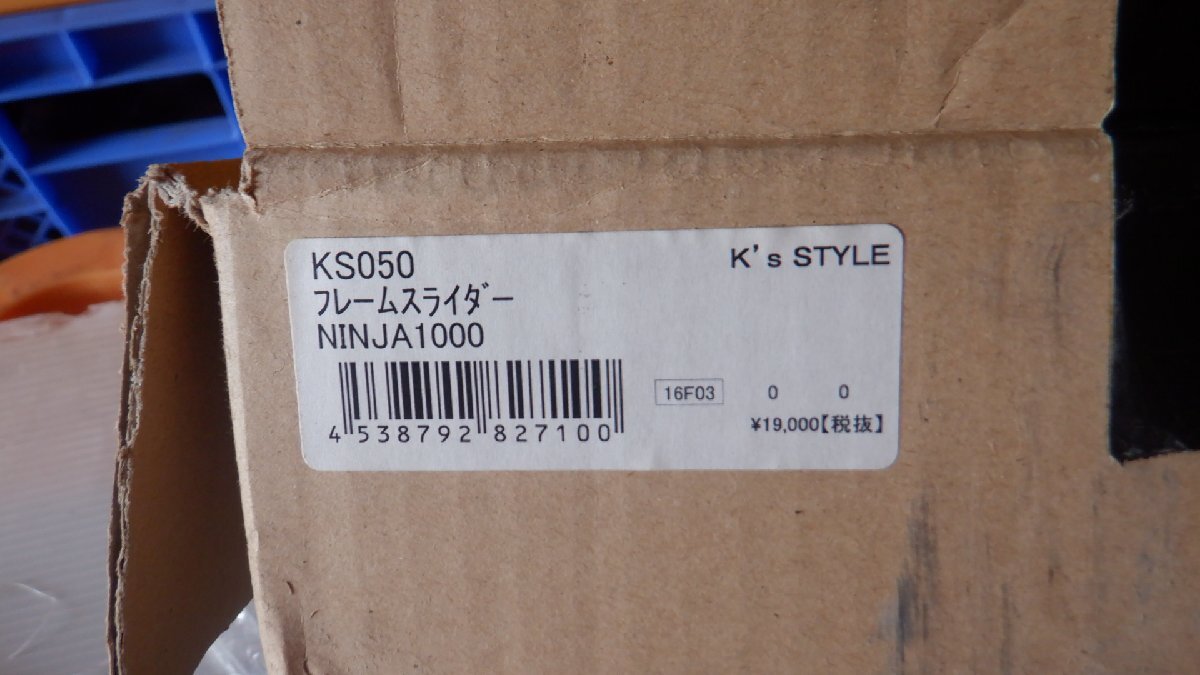 KS050
K's STYLE
フレームスライダー
NINJA1000
4 538792 827100
16F03 0 0
¥19,000【税抜】